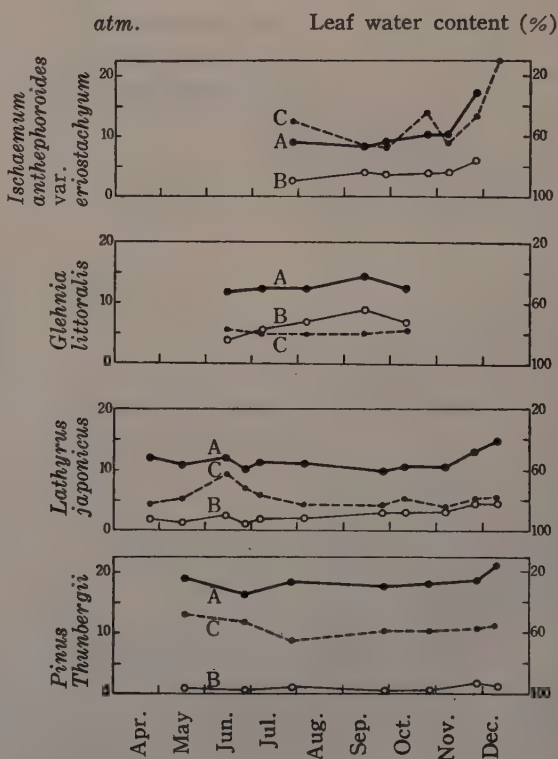 atm. Leaf water content (%)
Ischaemum
anthephoroides
var.
eriostachyum
20
10
0
20
60
100
C
A
B
Glehnia
littoralis
20
10
0
20
60
100
A
B
C
Lathyrus
japonicus
20
10
0
20
60
100
A
C
B
Pinus
Thunbergii
20
10
20
60
100
A
C
B
Apr.
May
Jun.
Jul.
Aug.
Sep.
Oct.
Nov.
Dec.